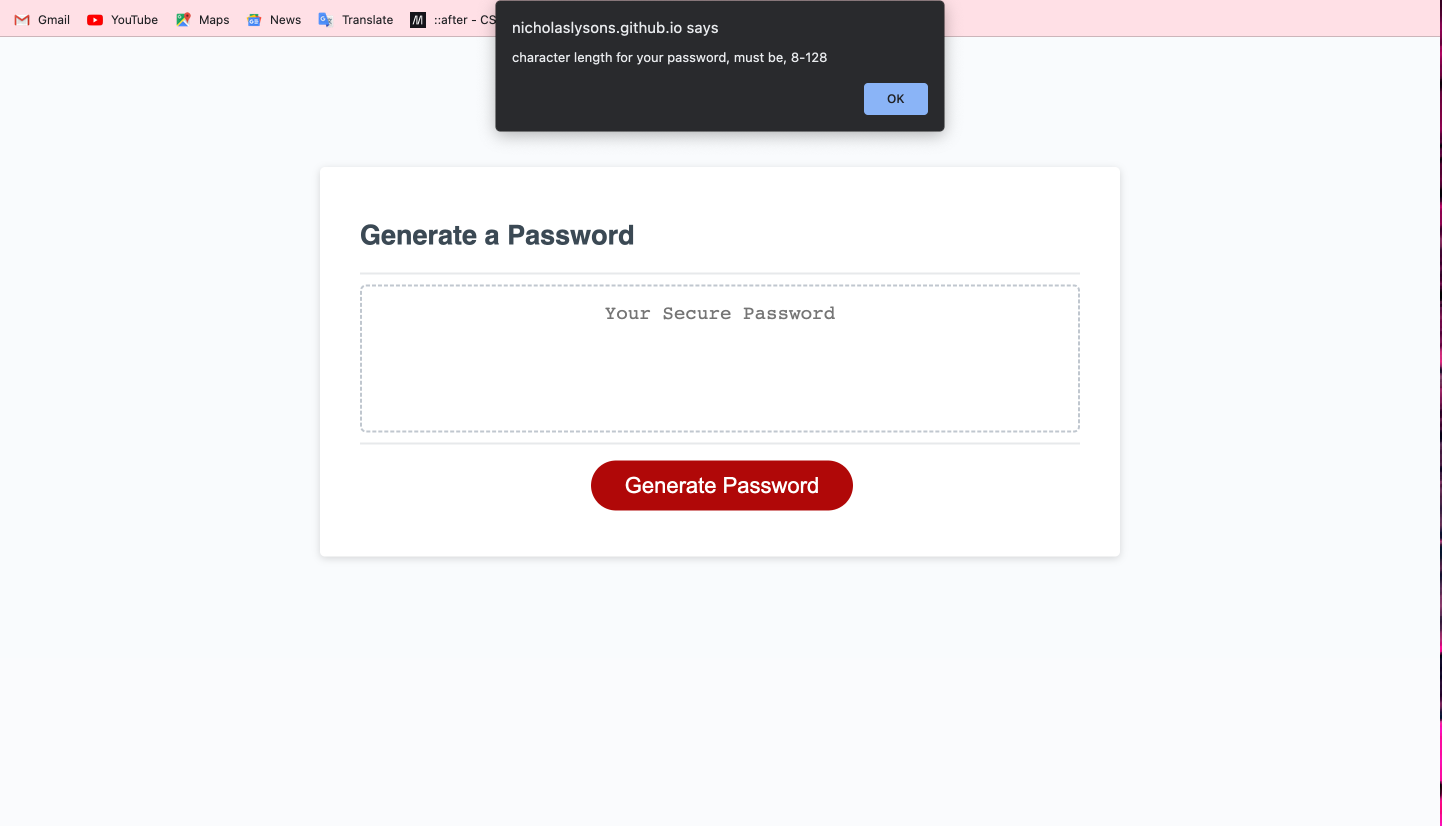 Gmail YouTube Maps News Translate ::after - CS
nicholaslysons.github.io says
character length for your password, must be, 8-128
OK
Generate a Password
Your Secure Password
Generate Password